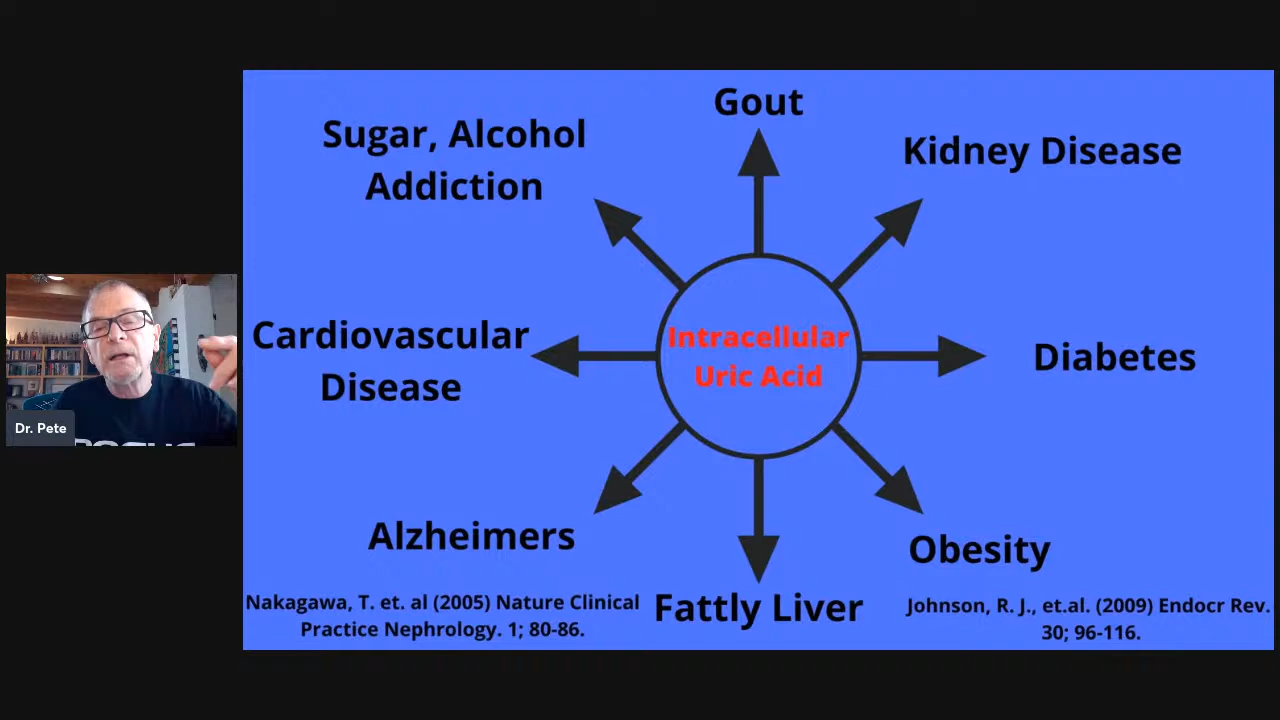 Gout
Sugar, Alcohol
Addiction
Kidney Disease
Cardiovascular
Disease
Intracellular
Uric Acid
Diabetes
Alzheimers
Obesity
Fattly Liver
Nakagawa, T. et. al (2005) Nature Clinical
Practice Nephrology. 1; 80-86.
Johnson, R. J., et.al. (2009) Endocr Rev.
30; 96-116.
Dr. Pete